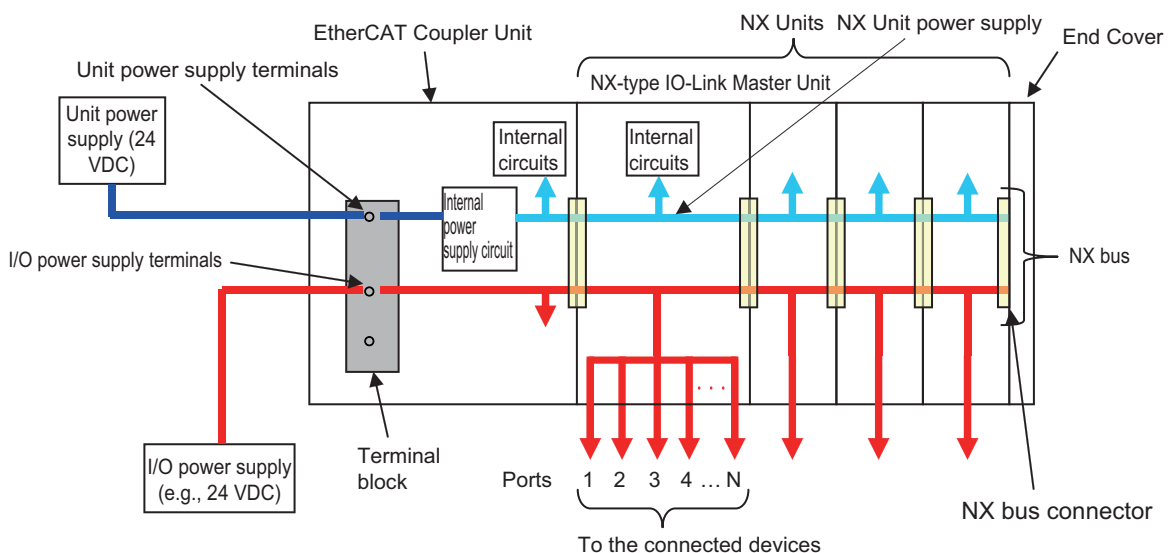 NX Units
NX Unit power supply
EtherCAT Coupler Unit
End Cover
Unit power supply terminals
NX-type IO-Link Master Unit
Unit power
supply (24
VDC)
Internal
circuits
Internal
circuits
Internal
power
supply circuit
I/O power supply terminals
NX bus
. . .
I/O power supply
(e.g., 24 VDC)
Terminal
block
Ports 1 2 3 4 ... N
NX bus connector
To the connected devices